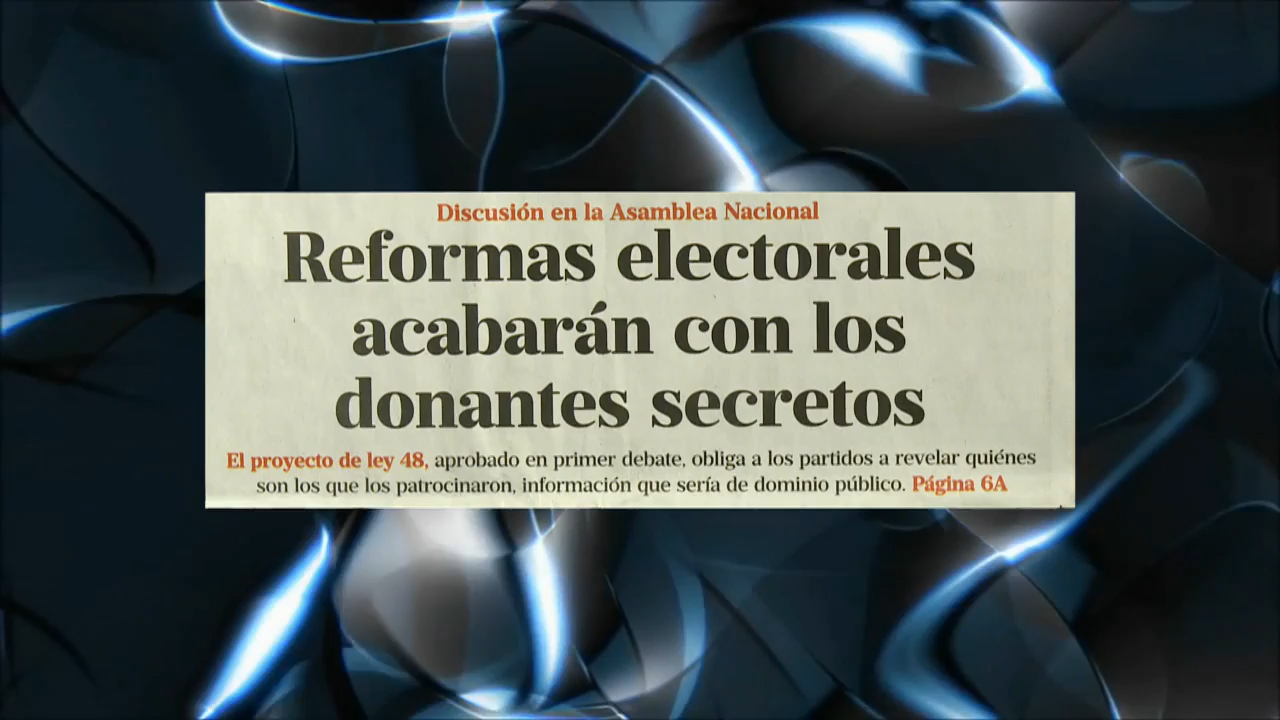 Discusión en la Asamblea Nacional
Reformas electorales
acabarán con los
donantes secretos
El proyecto de ley 48, aprobado en primer debate, obliga a los partidos a revelar quiénes
son los que los patrocinaron, información que sería de dominio público. Página 6A